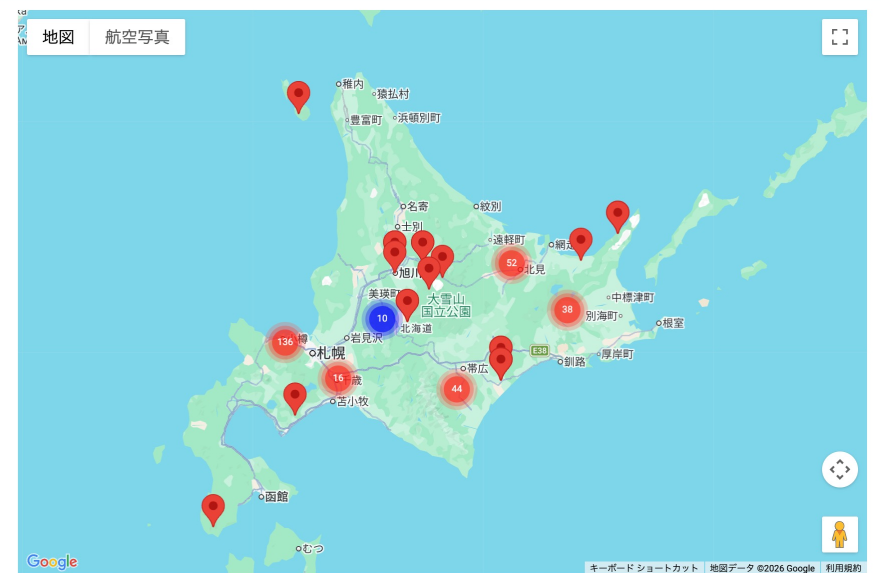 地図
航空写真
稚内
猿払村
豊富町
浜頓別町
名寄
紋別
士別
遠軽町
網走
52
北見
旭川
美瑛町
大雪山
国立公園
中標津町
38
別海町
10
北海道
根室
136
樽
岩見沢
札幌
E38
厚岸町
釧路
帯広
16
歳
44
苫小牧
函館
むつ
Google
キーボード ショートカット
地図データ ©2026 Google
利用規約